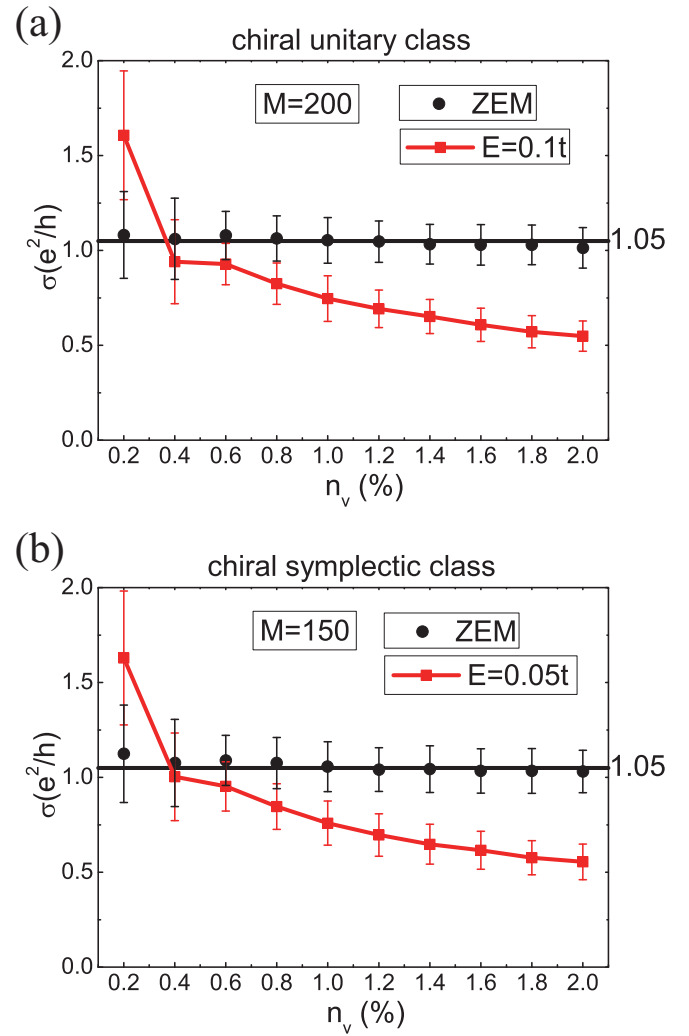 (a)
chiral unitary class
M=200
ZEM
E=0.1t
2.0
1.5
1.0
0.5
0.0
σ(e²/h)
1.05
0.2 0.4 0.6 0.8 1.0 1.2 1.4 1.6 1.8 2.0
nᵥ (%)
(b)
chiral symplectic class
M=150
ZEM
E=0.05t
2.0
1.5
1.0
0.5
0.0
σ(e²/h)
1.05
0.2 0.4 0.6 0.8 1.0 1.2 1.4 1.6 1.8 2.0
nᵥ (%)